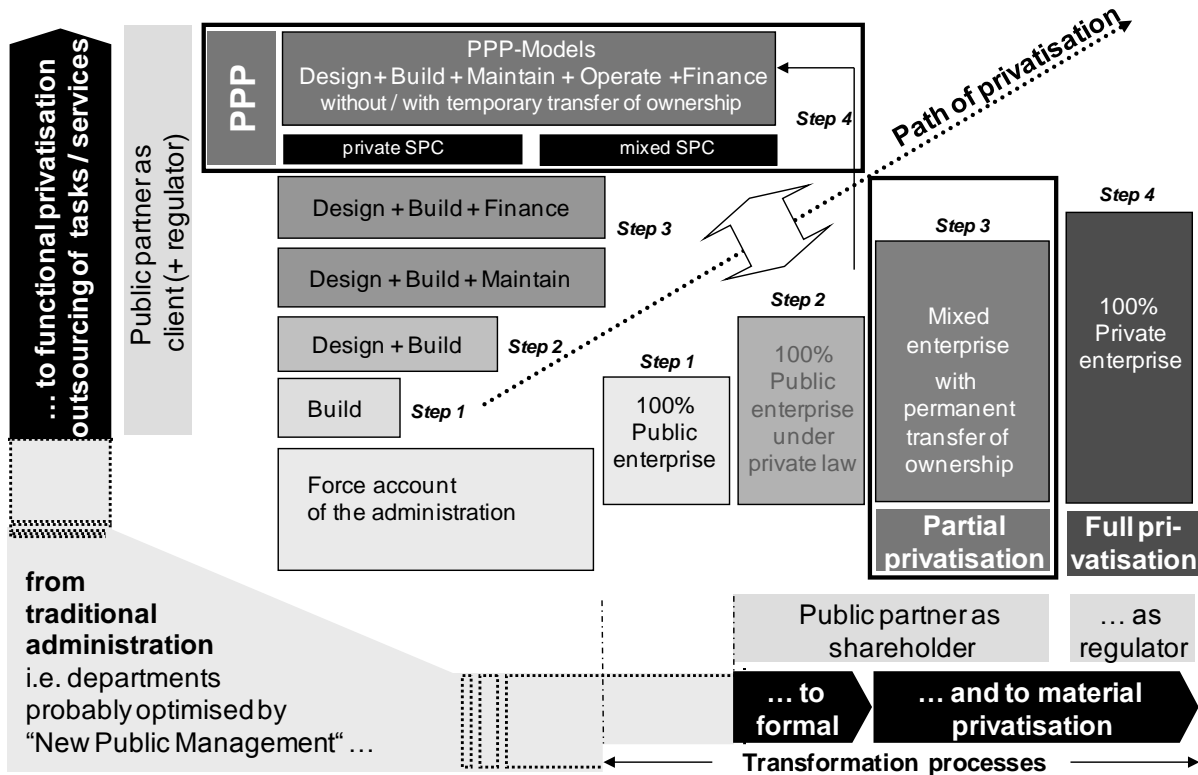 … to functional privatisation
outsourcing of tasks / services
Public partner as
client (+ regulator)
PPP
PPP-Models
Design + Build + Maintain + Operate +Finance
without / with temporary transfer of ownership
private SPC
mixed SPC
Step 4
Path of privatisation
Design + Build + Finance
Step 3
Design + Build + Maintain
Design + Build
Step 2
Build
Step 1
Force account
of the administration
Step 1
100%
Public
enterprise
Step 2
100%
Public
enterprise
under
private law
Step 3
Mixed
enterprise
with
permanent
transfer of
ownership
Partial
privatisation
Step 4
100%
Private
enterprise
Full pri-
vatisation
from
traditional
administration
i.e. departments
probably optimised by
“New Public Management“ …
Public partner as
shareholder
… as
regulator
… to
formal
… and to material
privatisation
Transformation processes